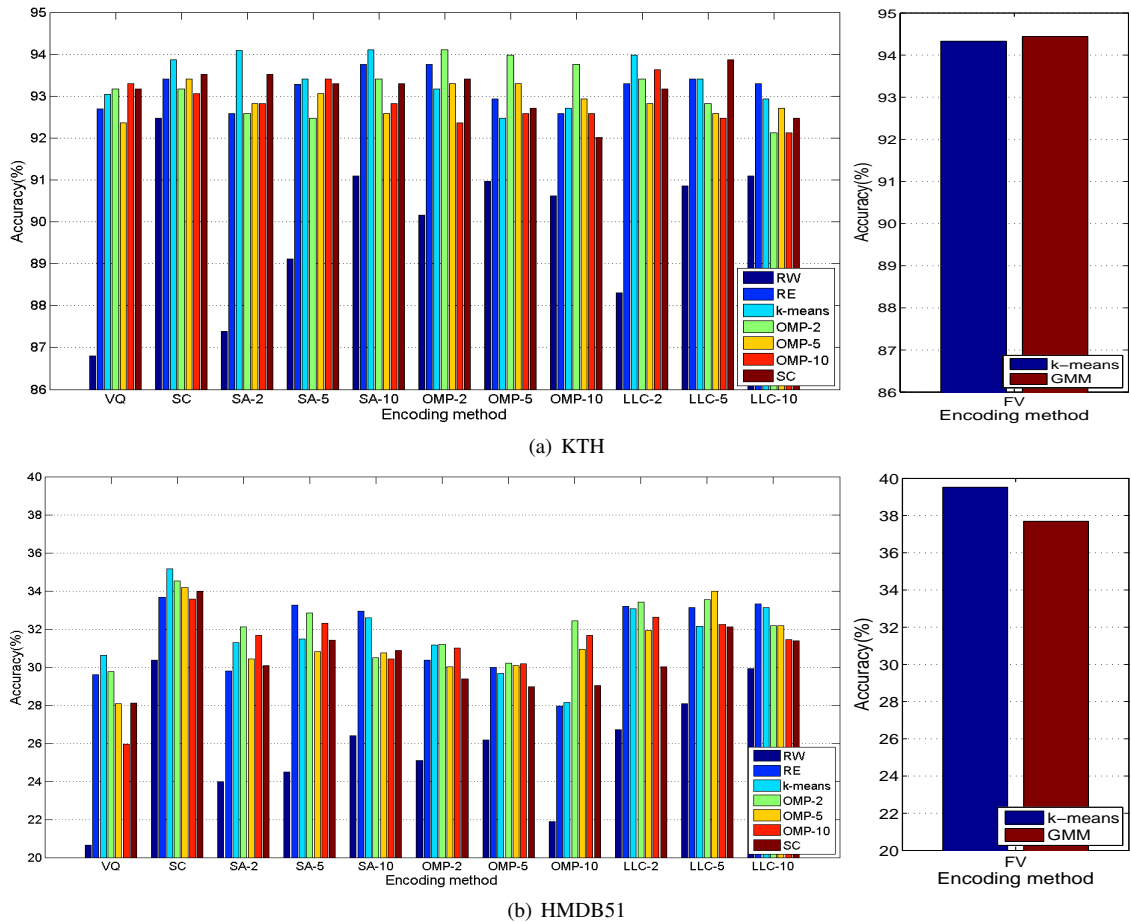 95
94
93
92
91
90
89
88
87
86
Accuracy(%)
VQ SC SA-2 SA-5 SA-10 OMP-2 OMP-5 OMP-10 LLC-2 LLC-5 LLC-10
Encoding method
RW
RE
k-means
OMP-2
OMP-5
OMP-10
SC
95
94
93
92
91
90
89
88
87
86
Accuracy(%)
k-means
GMM
FV
Encoding method
(a) KTH
40
38
36
34
32
30
28
26
24
22
20
Accuracy(%)
VQ SC SA-2 SA-5 SA-10 OMP-2 OMP-5 OMP-10 LLC-2 LLC-5 LLC-10
Encoding method
RW
RE
k-means
OMP-2
OMP-5
OMP-10
SC
40
38
36
34
32
30
28
26
24
22
20
Accuracy(%)
k-means
GMM
FV
Encoding method
(b) HMDB51